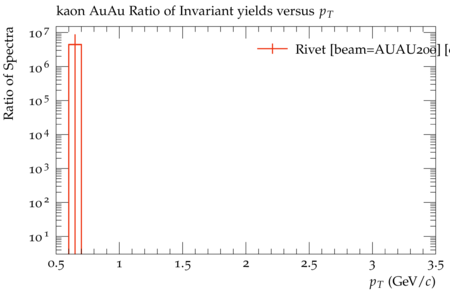 kaon AuAu Ratio of Invariant yields versus p_T
Ratio of Spectra
10^7
10^6
10^5
10^4
10^3
10^2
10^1
Rivet [beam=AUAU200]
0.5 1 1.5 2 2.5 3 3.5
p_T (GeV/c)